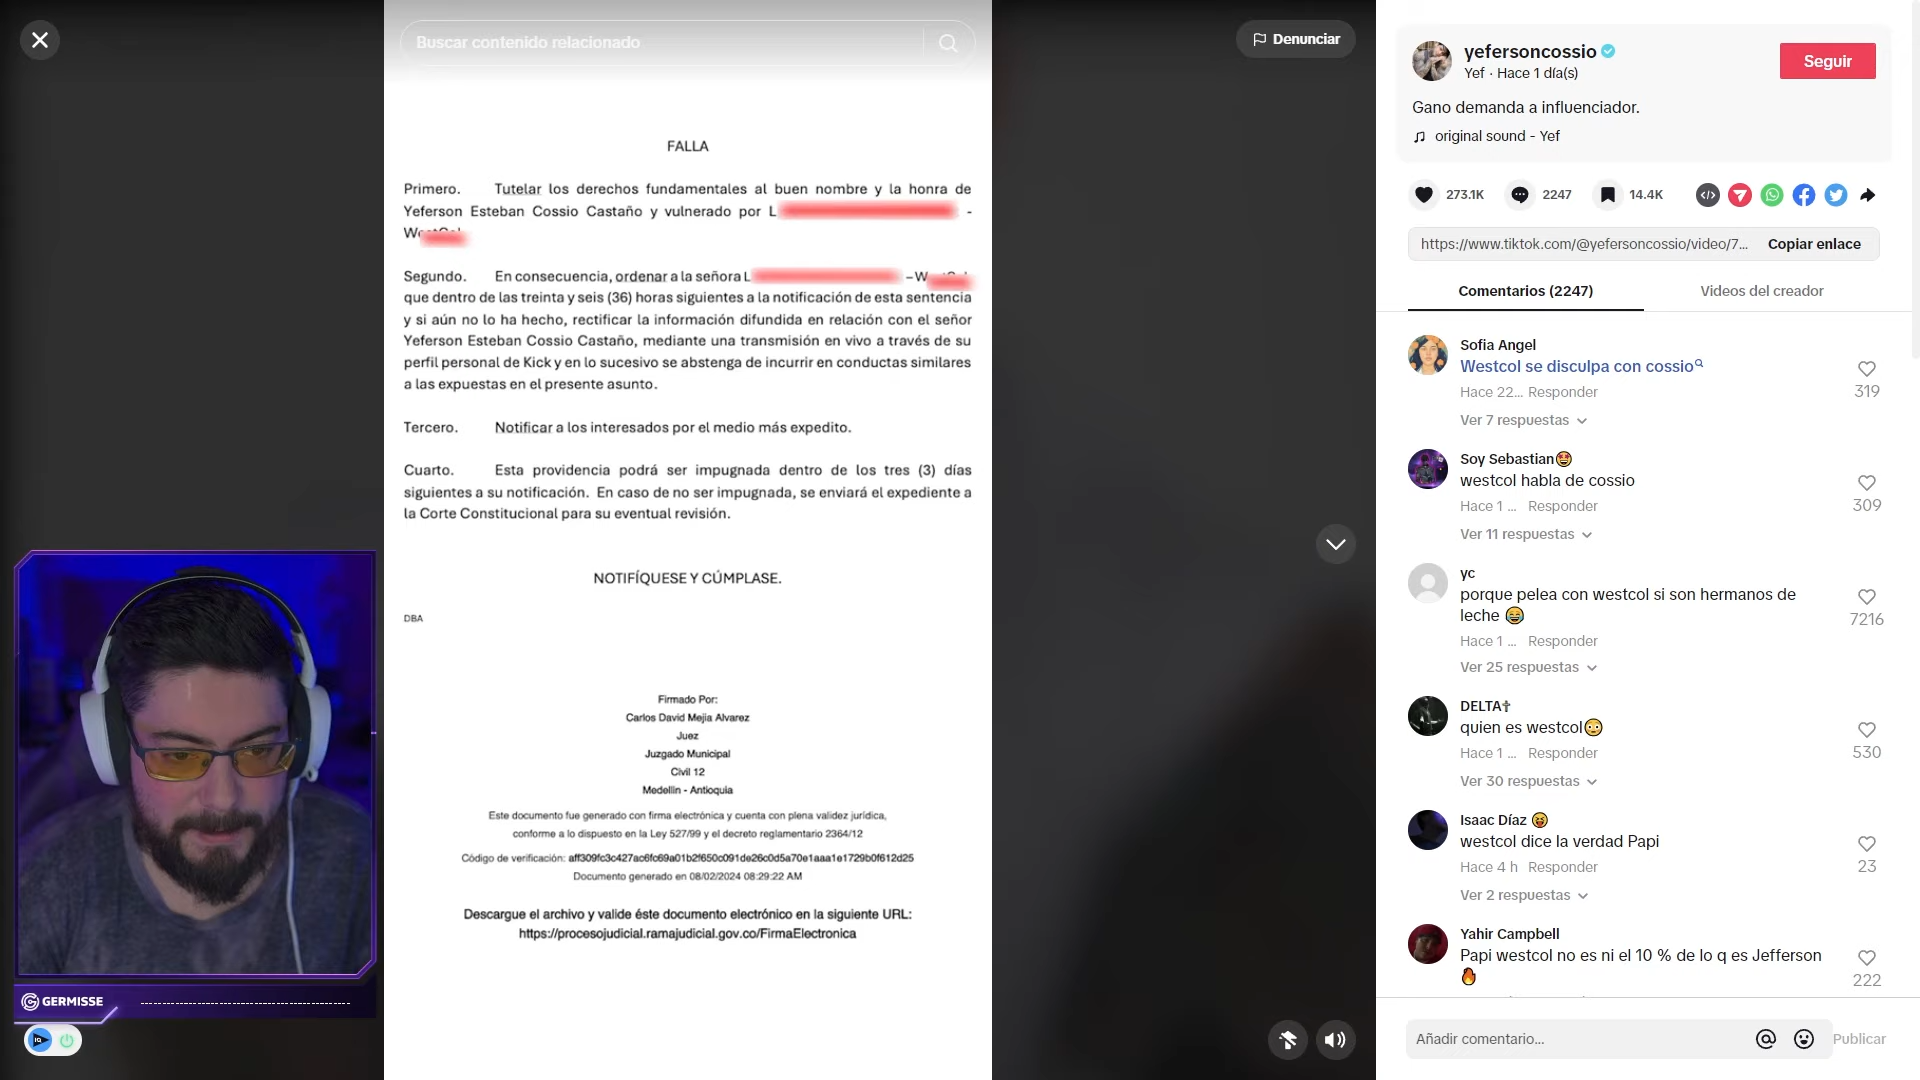 Buscar contenido relacionado
Denunciar
FALLA
Primero. Tutelar los derechos fundamentales al buen nombre y la honra de
Yeferson Esteban Cossio Castaño y vulnerado por L -
Segundo. En consecuencia, ordenar a la señora L – W
que dentro de las treinta y seis (36) horas siguientes a la notificación de esta sentencia
y si aún no lo ha hecho, rectificar la información difundida en relación con el señor
Yeferson Esteban Cossio Castaño, mediante una transmisión en vivo a través de su
perfil personal de Kick y en lo sucesivo se abstenga de incurrir en conductas similares
a las expuestas en el presente asunto.
Tercero. Notificar a los interesados por el medio más expedito.
Cuarto. Esta providencia podrá ser impugnada dentro de los tres (3) días
siguientes a su notificación. En caso de no ser impugnada, se enviará el expediente a
la Corte Constitucional para su eventual revisión.
NOTIFÍQUESE Y CÚMPLASE.
DBA
Firmado Por:
Carlos David Mejia Alvarez
Juez
Juzgado Municipal
Civil 12
Medellin - Antioquia
Este documento fue generado con firma electrónica y cuenta con plena validez jurídica,
conforme a lo dispuesto en la Ley 527/99 y el decreto reglamentario 2364/12
Código de verificación: aff309fc3c427ac6fc69a01b2f650c091de26c0d5a70e1aaa1e1729b0f612d25
Documento generado en 08/02/2024 08:29:22 AM
Descargue el archivo y valide éste documento electrónico en la siguiente URL:
https://procesojudicial.ramajudicial.gov.co/FirmaElectronica
GERMISSE
yefersoncossio
Yef · Hace 1 día(s)
Seguir
Gano demanda a influenciador.
original sound - Yef
273.1K
2247
14.4K
https://www.tiktok.com/@yefersoncossio/video/7...
Copiar enlace
Comentarios (2247)
Videos del creador
Sofia Angel
Westcol se disculpa con cossio
Hace 22... Responder
319
Ver 7 respuestas
Soy Sebastian🤩
westcol habla de cossio
Hace 1 ... Responder
309
Ver 11 respuestas
yc
porque pelea con westcol si son hermanos de
leche 😂
Hace 1 ... Responder
7216
Ver 25 respuestas
DELTA✞
quien es westcol😳
Hace 1 ... Responder
530
Ver 30 respuestas
Isaac Díaz 😝
westcol dice la verdad Papi
Hace 4 h Responder
23
Ver 2 respuestas
Yahir Campbell
Papi westcol no es ni el 10 % de lo q es Jefferson
🔥
222
Añadir comentario...
Publicar